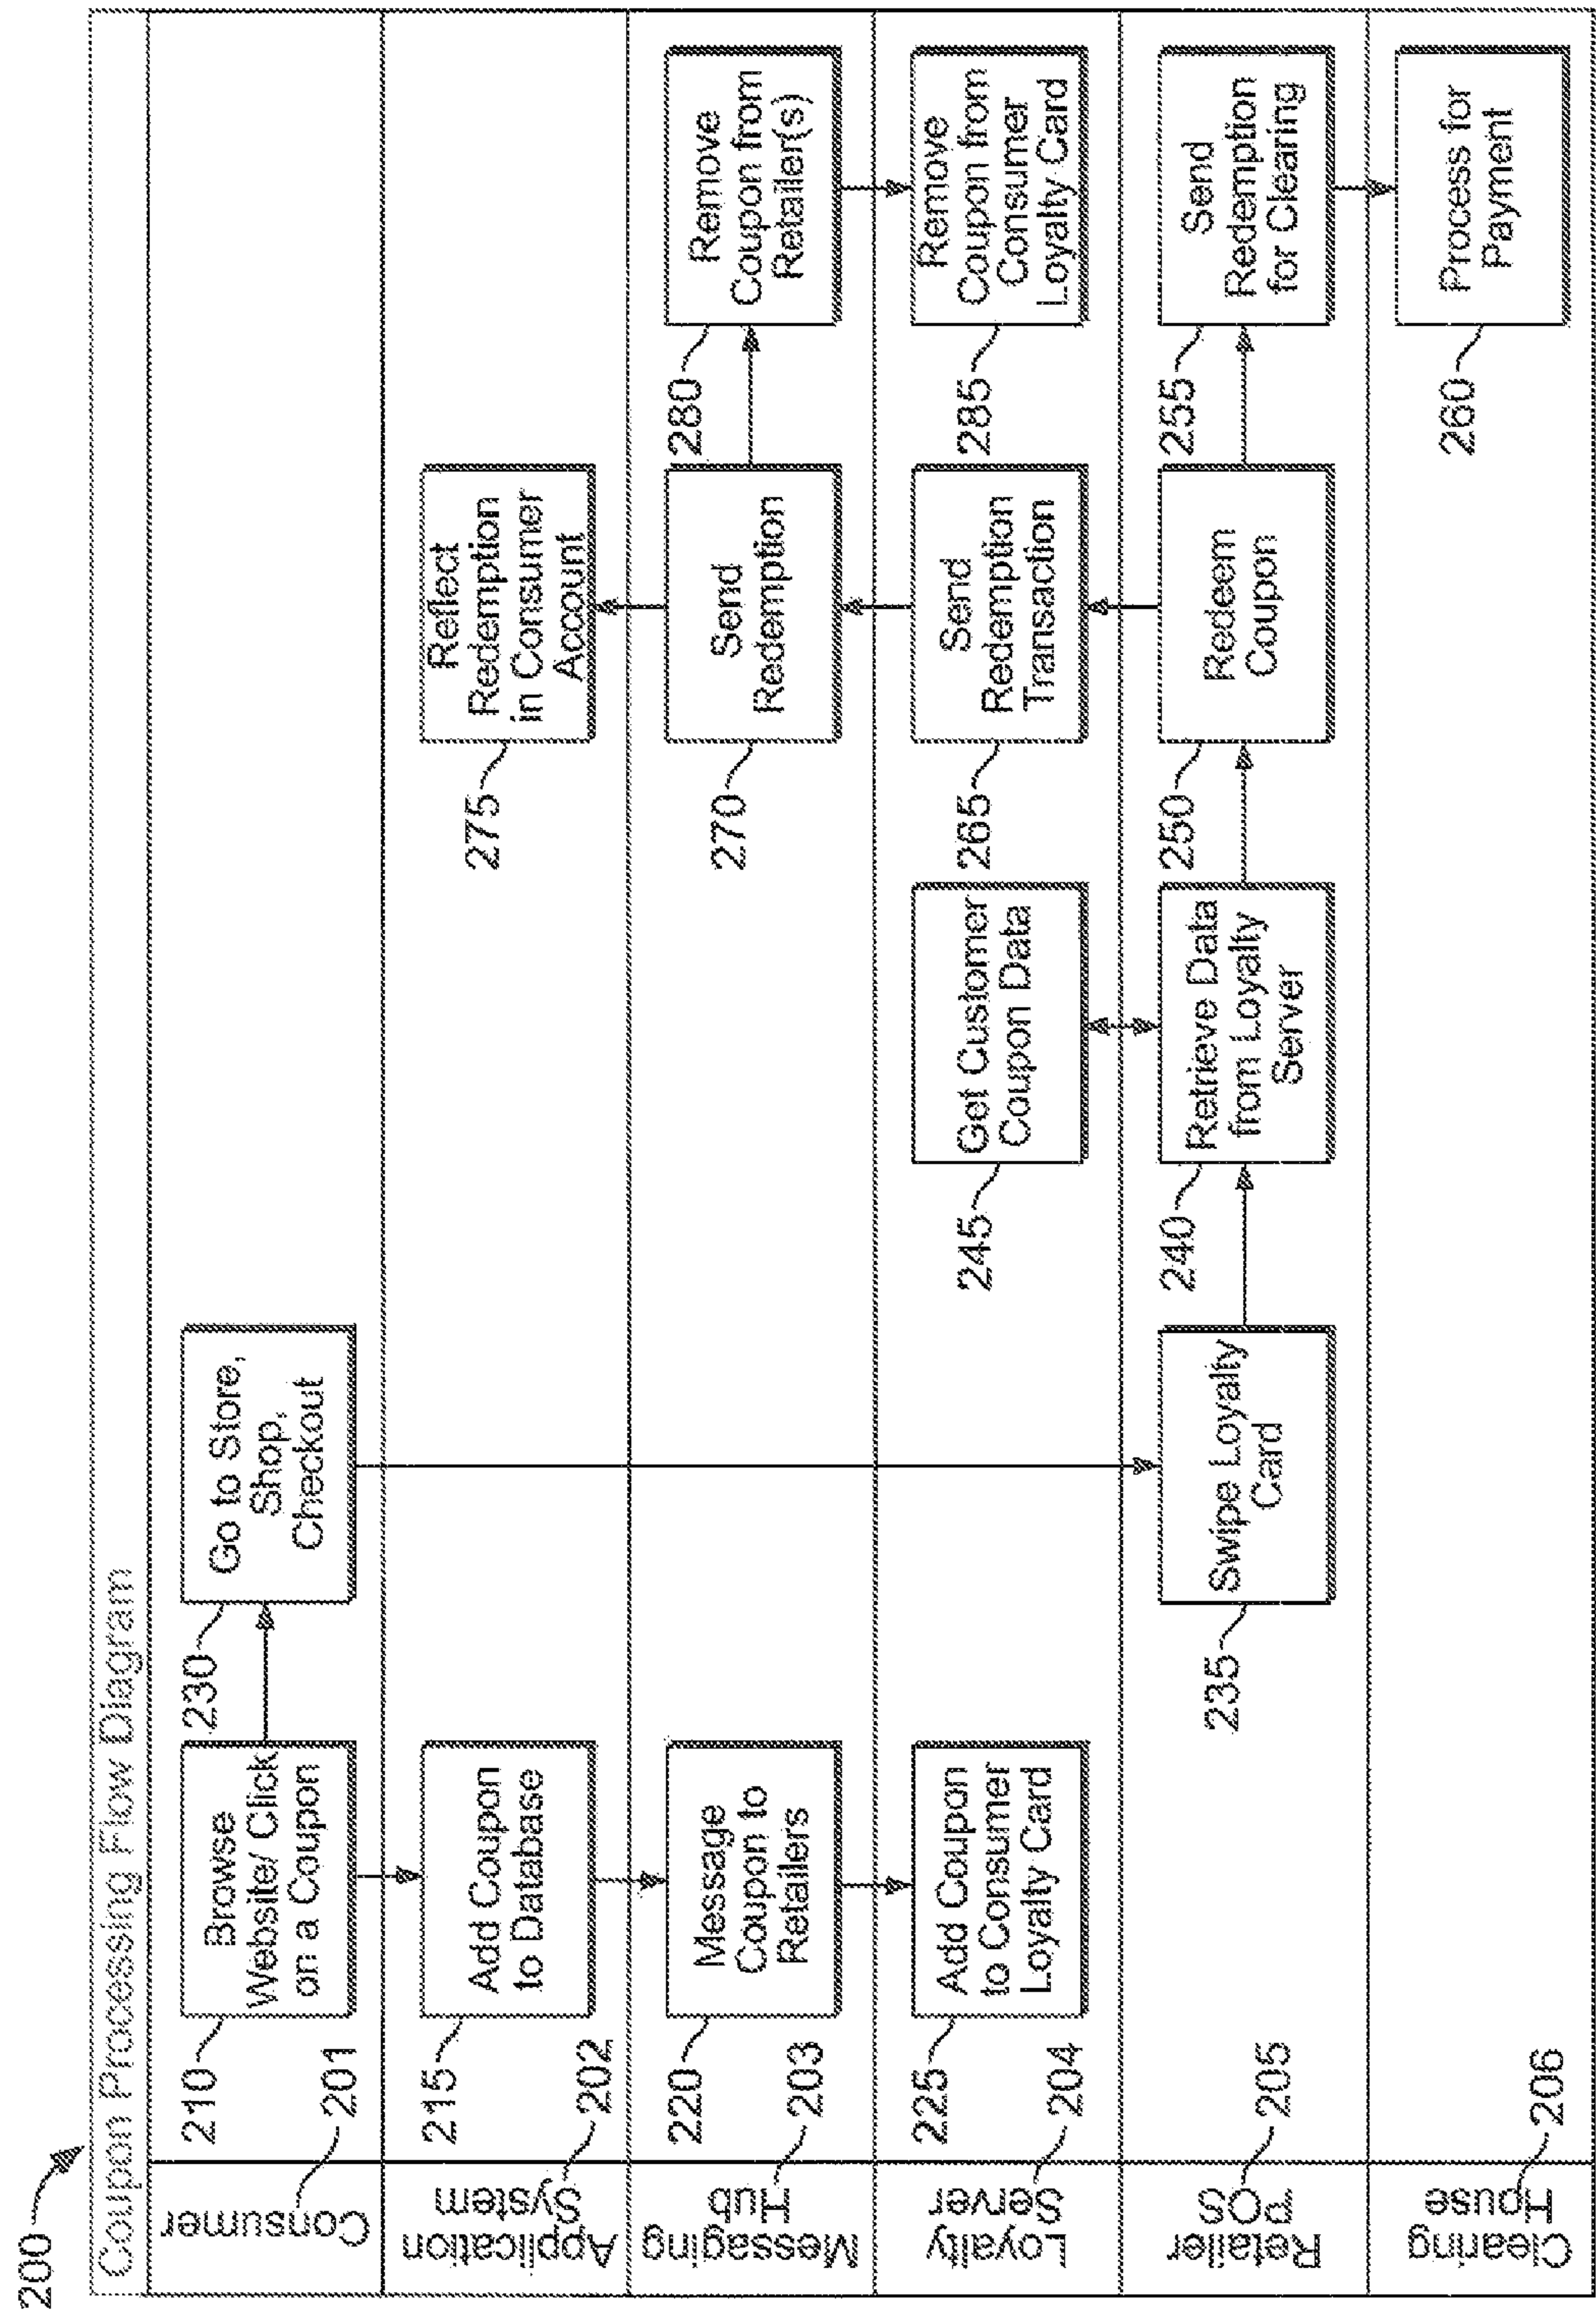 200
Coupon Processing Flow Diagram
Consumer
201
210
Browse
Website/ Click
on a Coupon
230
Go to Store,
Shop,
Checkout
Application
System
202
215
Add Coupon
to Database
275
Reflect
Redemption
in Consumer
Account
Messaging
Hub
203
220
Message
Coupon to
Retailers
270
Send
Redemption
280
Remove
Coupon from
Retailer(s)
Loyalty
Server
204
225
Add Coupon
to Consumer
Loyalty Card
245
Get Customer
Coupon Data
265
Send
Redemption
Transaction
285
Remove
Coupon from
Consumer
Loyalty Card
Retailer
POS
205
235
Swipe Loyalty
Card
240
Retrieve Data
from Loyalty
Server
250
Redeem
Coupon
255
Send
Redemption
for Clearing
Clearing
House
206
260
Process for
Payment